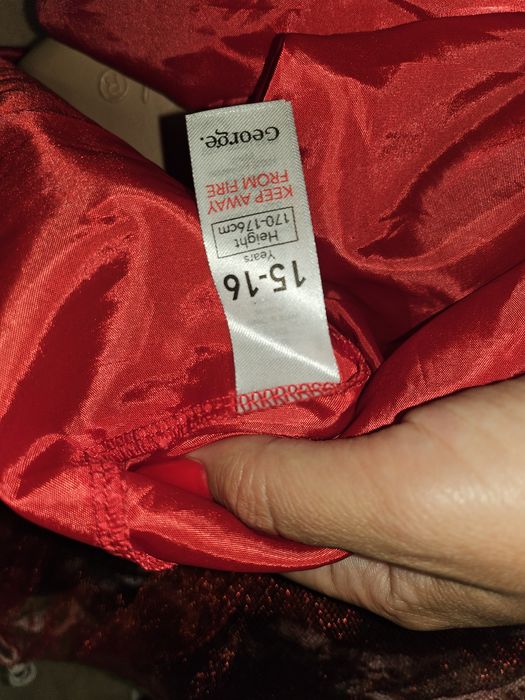 George.
KEEP AWAY
FROM FIRE
170-176cm
Height
Years
15-16